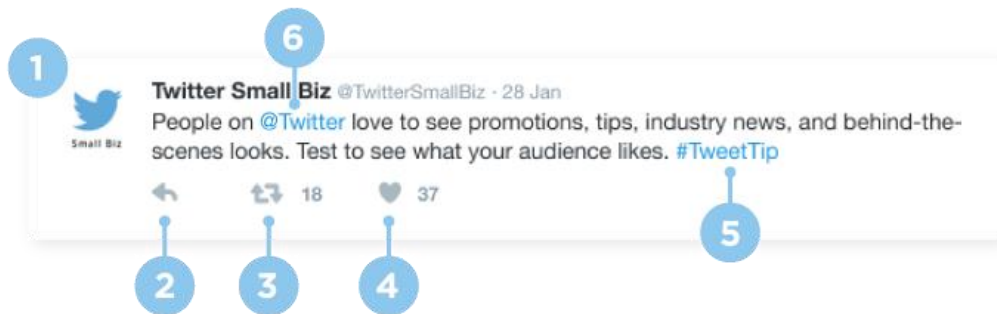 6
1
Twitter Small Biz @TwitterSmallBiz · 28 Jan
People on @Twitter love to see promotions, tips, industry news, and behind-the-
scenes looks. Test to see what your audience likes. #TweetTip
Small Biz
18 37
5
2 3 4